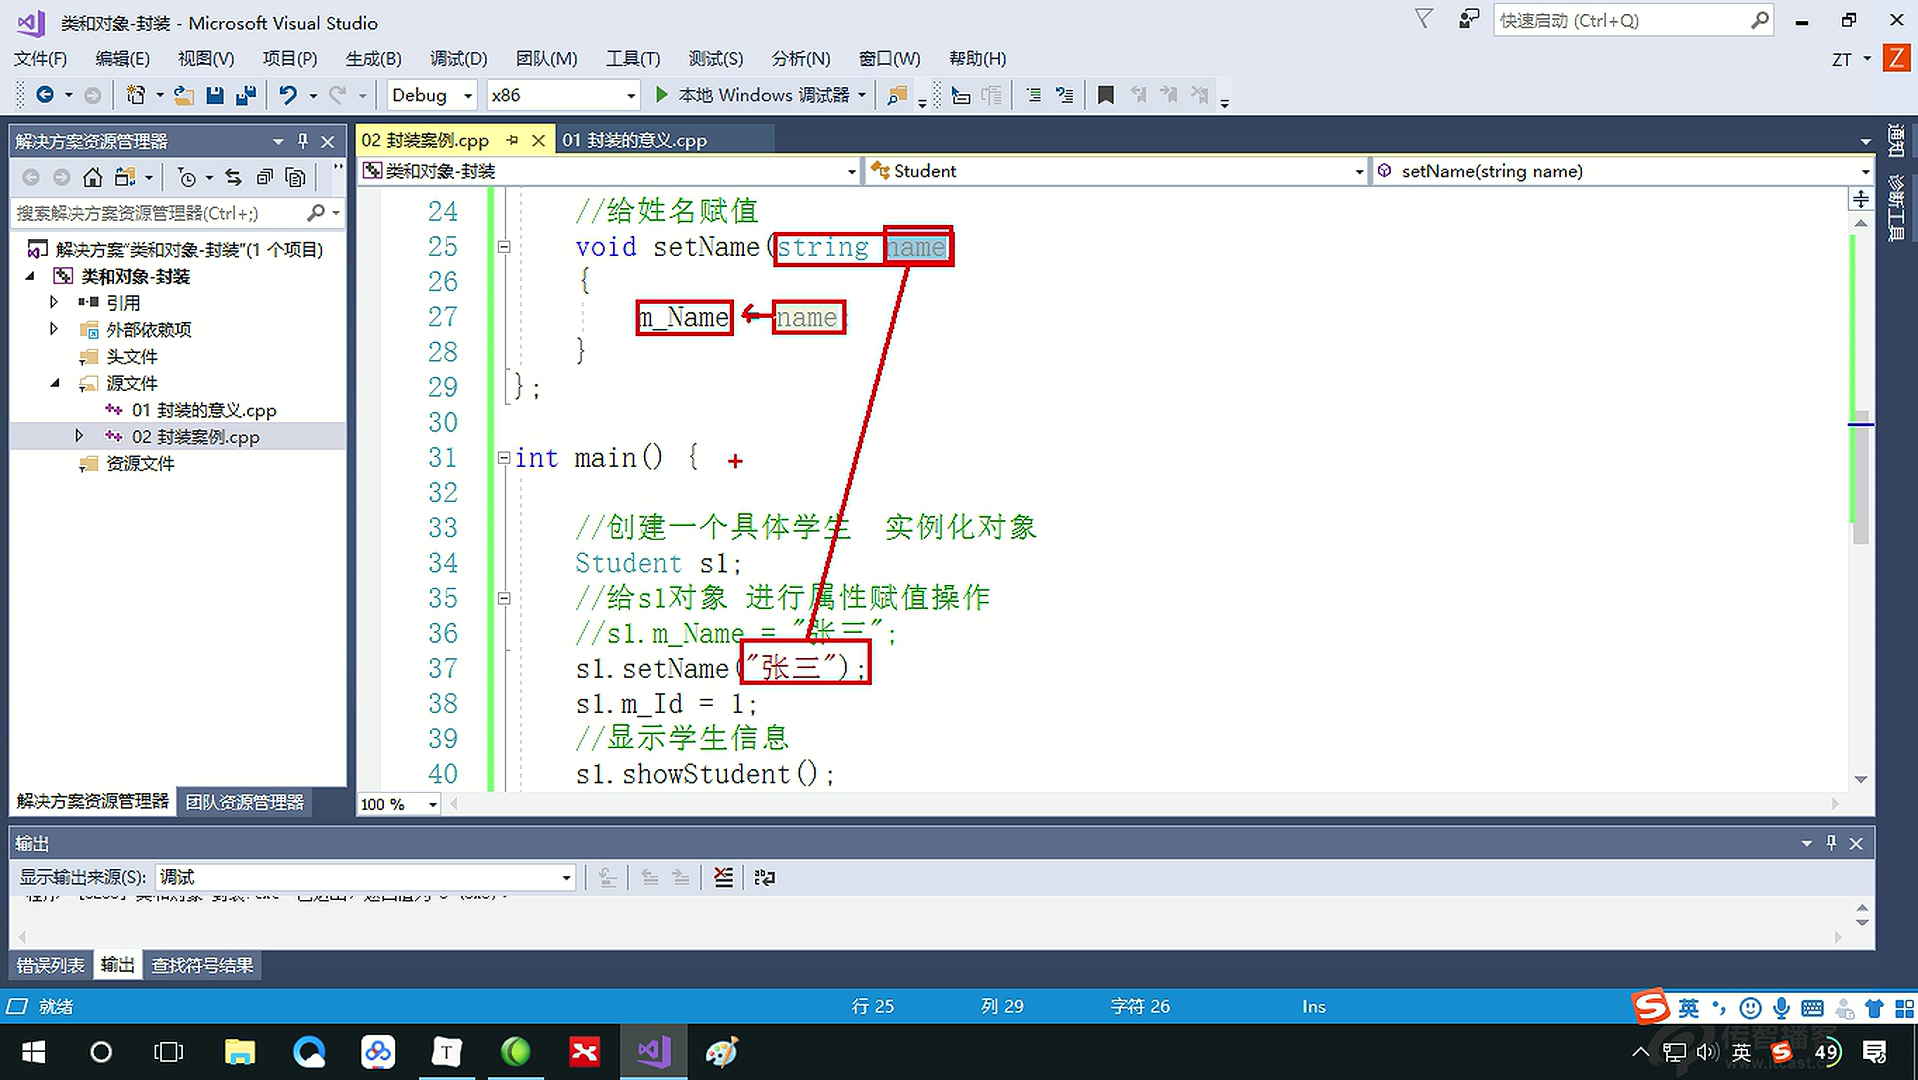 类和对象-封装 - Microsoft Visual Studio
快速启动 (Ctrl+Q)
文件(F) 编辑(E) 视图(V) 项目(P) 生成(B) 调试(D) 团队(M) 工具(T) 测试(S) 分析(N) 窗口(W) 帮助(H)
ZT Z
Debug x86 本地 Windows 调试器
解决方案资源管理器
搜索解决方案资源管理器(Ctrl+;)
解决方案"类和对象-封装"(1 个项目)
类和对象-封装
引用
外部依赖项
头文件
源文件
01 封装的意义.cpp
02 封装案例.cpp
资源文件
解决方案资源管理器 团队资源管理器
02 封装案例.cpp 01 封装的意义.cpp
类和对象-封装 Student setName(string name)
24 //给姓名赋值
25 void setName(string name
26 {
27 m_Name name
28 }
29 };
30
31 int main() {
32
33 //创建一个具体学生 实例化对象
34 Student s1;
35 //给s1对象 进行属性赋值操作
36 //s1.m_Name = "张三";
37 s1.setName("张三");
38 s1.m_Id = 1;
39 //显示学生信息
40 s1.showStudent();
100 %
通知
诊断工具
输出
显示输出来源(S): 调试
错误列表 输出 查找符号结果
就绪 行 25 列 29 字符 26 Ins
英
T
英 49
传智播客